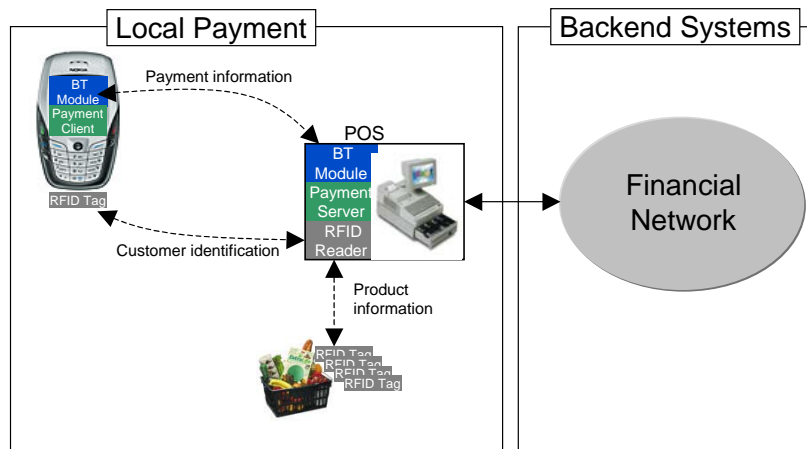 Local Payment
Backend Systems
NOKIA
BT
Module
Payment
Client
RFID Tag
Payment information
Customer identification
POS
BT
Module
Payment
Server
RFID
Reader
Product
information
RFID Tag
RFID Tag
RFID Tag
RFID Tag
Financial
Network